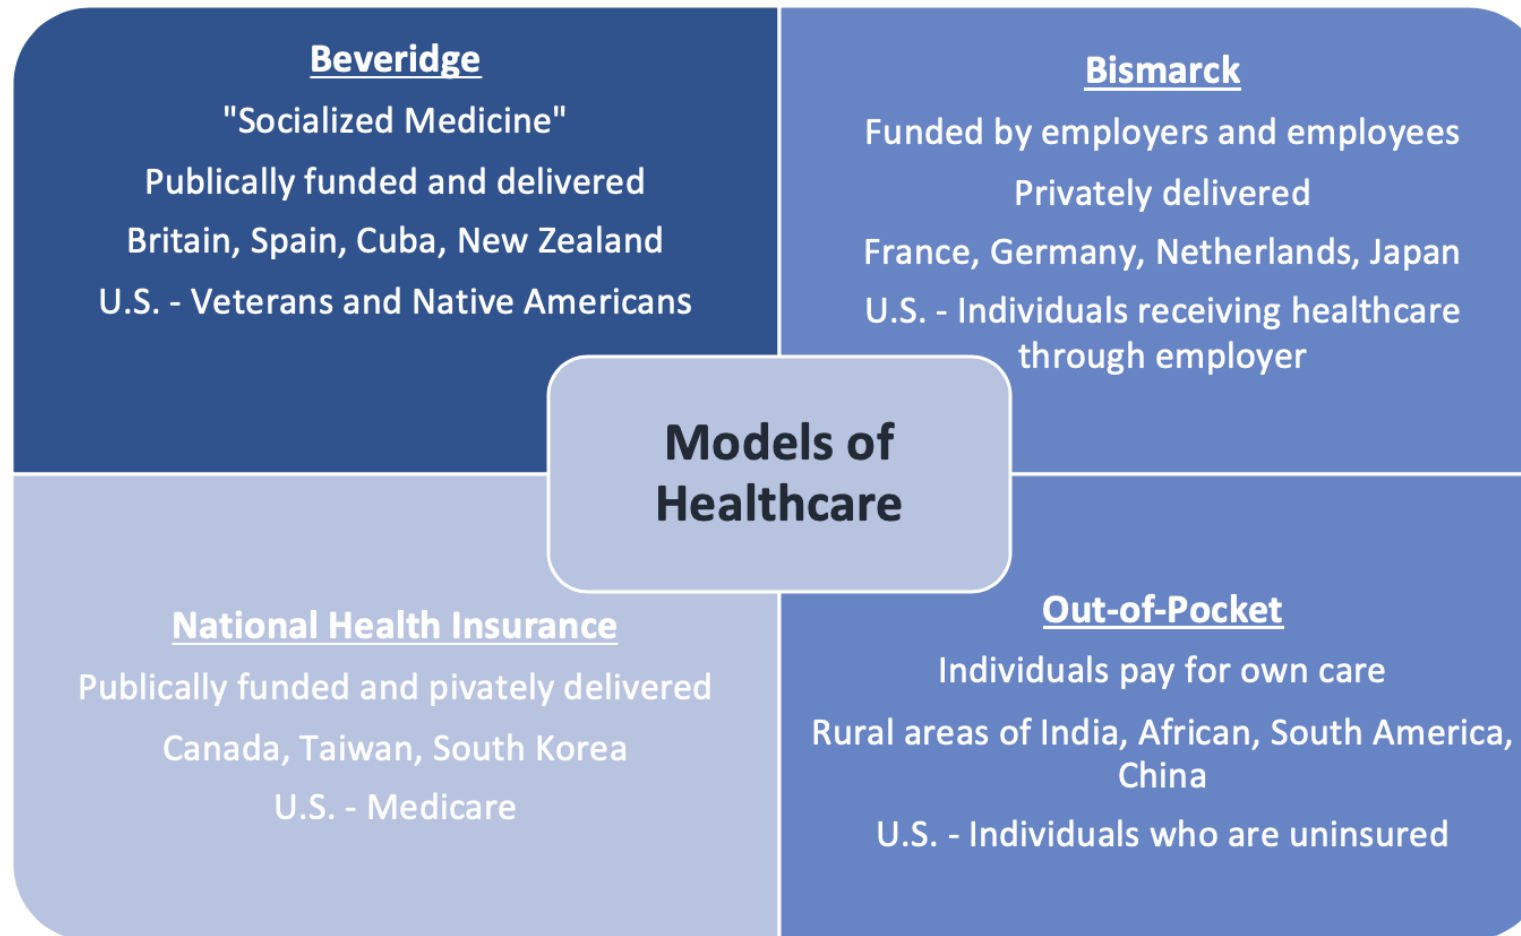 Beveridge
"Socialized Medicine"
Publically funded and delivered
Britain, Spain, Cuba, New Zealand
U.S. - Veterans and Native Americans
Bismarck
Funded by employers and employees
Privately delivered
France, Germany, Netherlands, Japan
U.S. - Individuals receiving healthcare
through employer
Models of
Healthcare
National Health Insurance
Publically funded and pivately delivered
Canada, Taiwan, South Korea
U.S. - Medicare
Out-of-Pocket
Individuals pay for own care
Rural areas of India, African, South America,
China
U.S. - Individuals who are uninsured